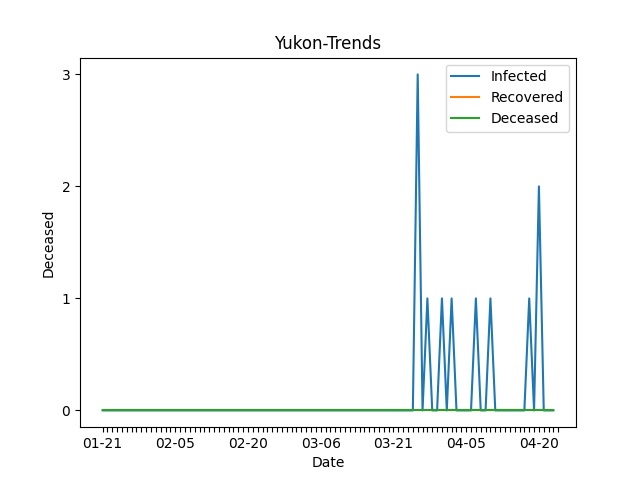 Yukon-Trends
Infected
Recovered
Deceased
3
2
1
0
Deceased
01-21 02-05 02-20 03-06 03-21 04-05 04-20
Date